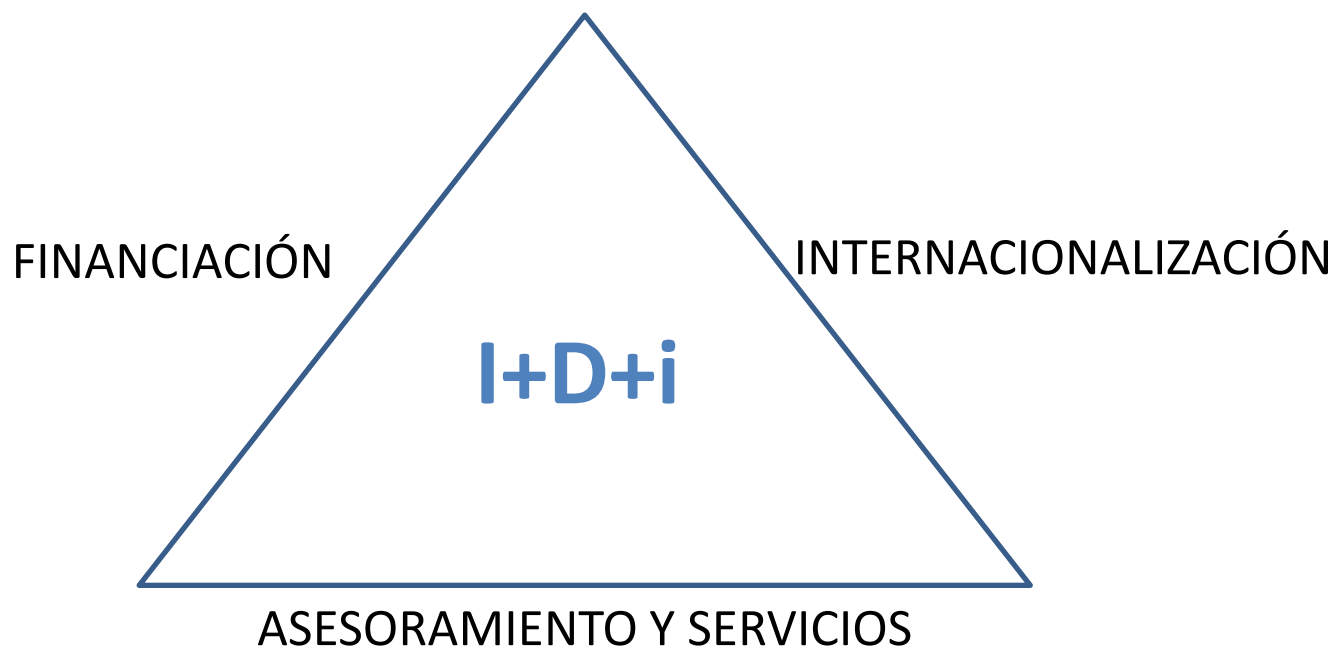 FINANCIACIÓN
INTERNACIONALIZACIÓN
I+D+i
ASESORAMIENTO Y SERVICIOS